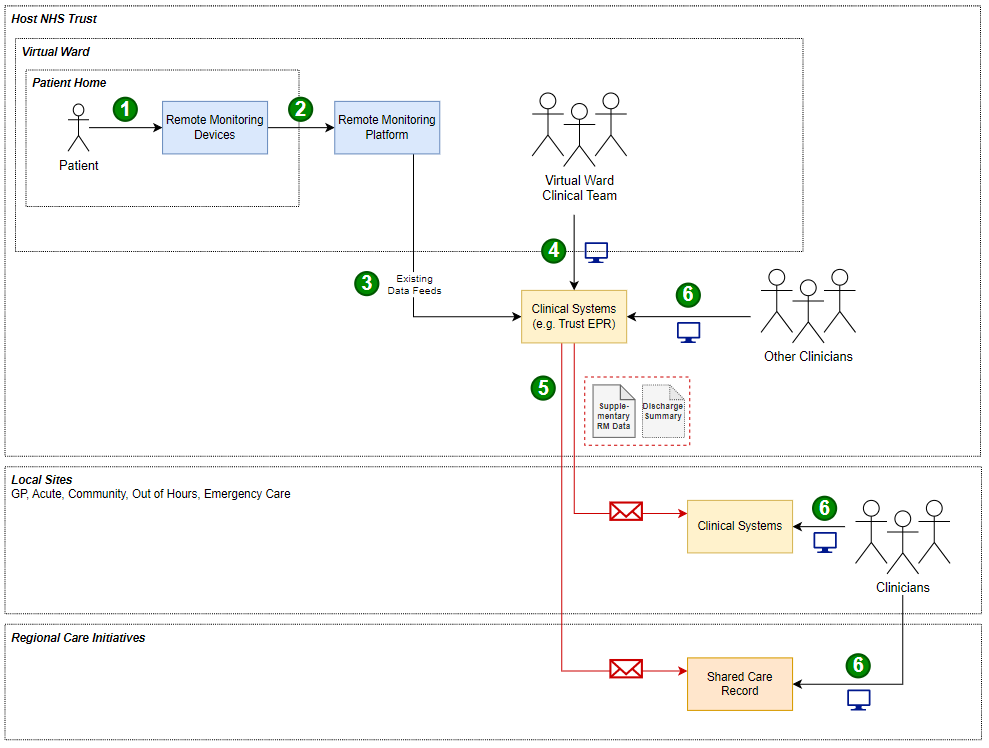 Host NHS Trust
Virtual Ward
Patient Home
1
2
Remote Monitoring
Devices
Remote Monitoring
Platform
Patient
Virtual Ward
Clinical Team
4
3
Existing
Data Feeds
6
Clinical Systems
(e.g. Trust EPR)
Other Clinicians
5
Supple-
mentary
RM Data
Discharge
Summary
Local Sites
GP, Acute, Community, Out of Hours, Emergency Care
6
Clinical Systems
Clinicians
Regional Care Initiatives
6
Shared Care
Record